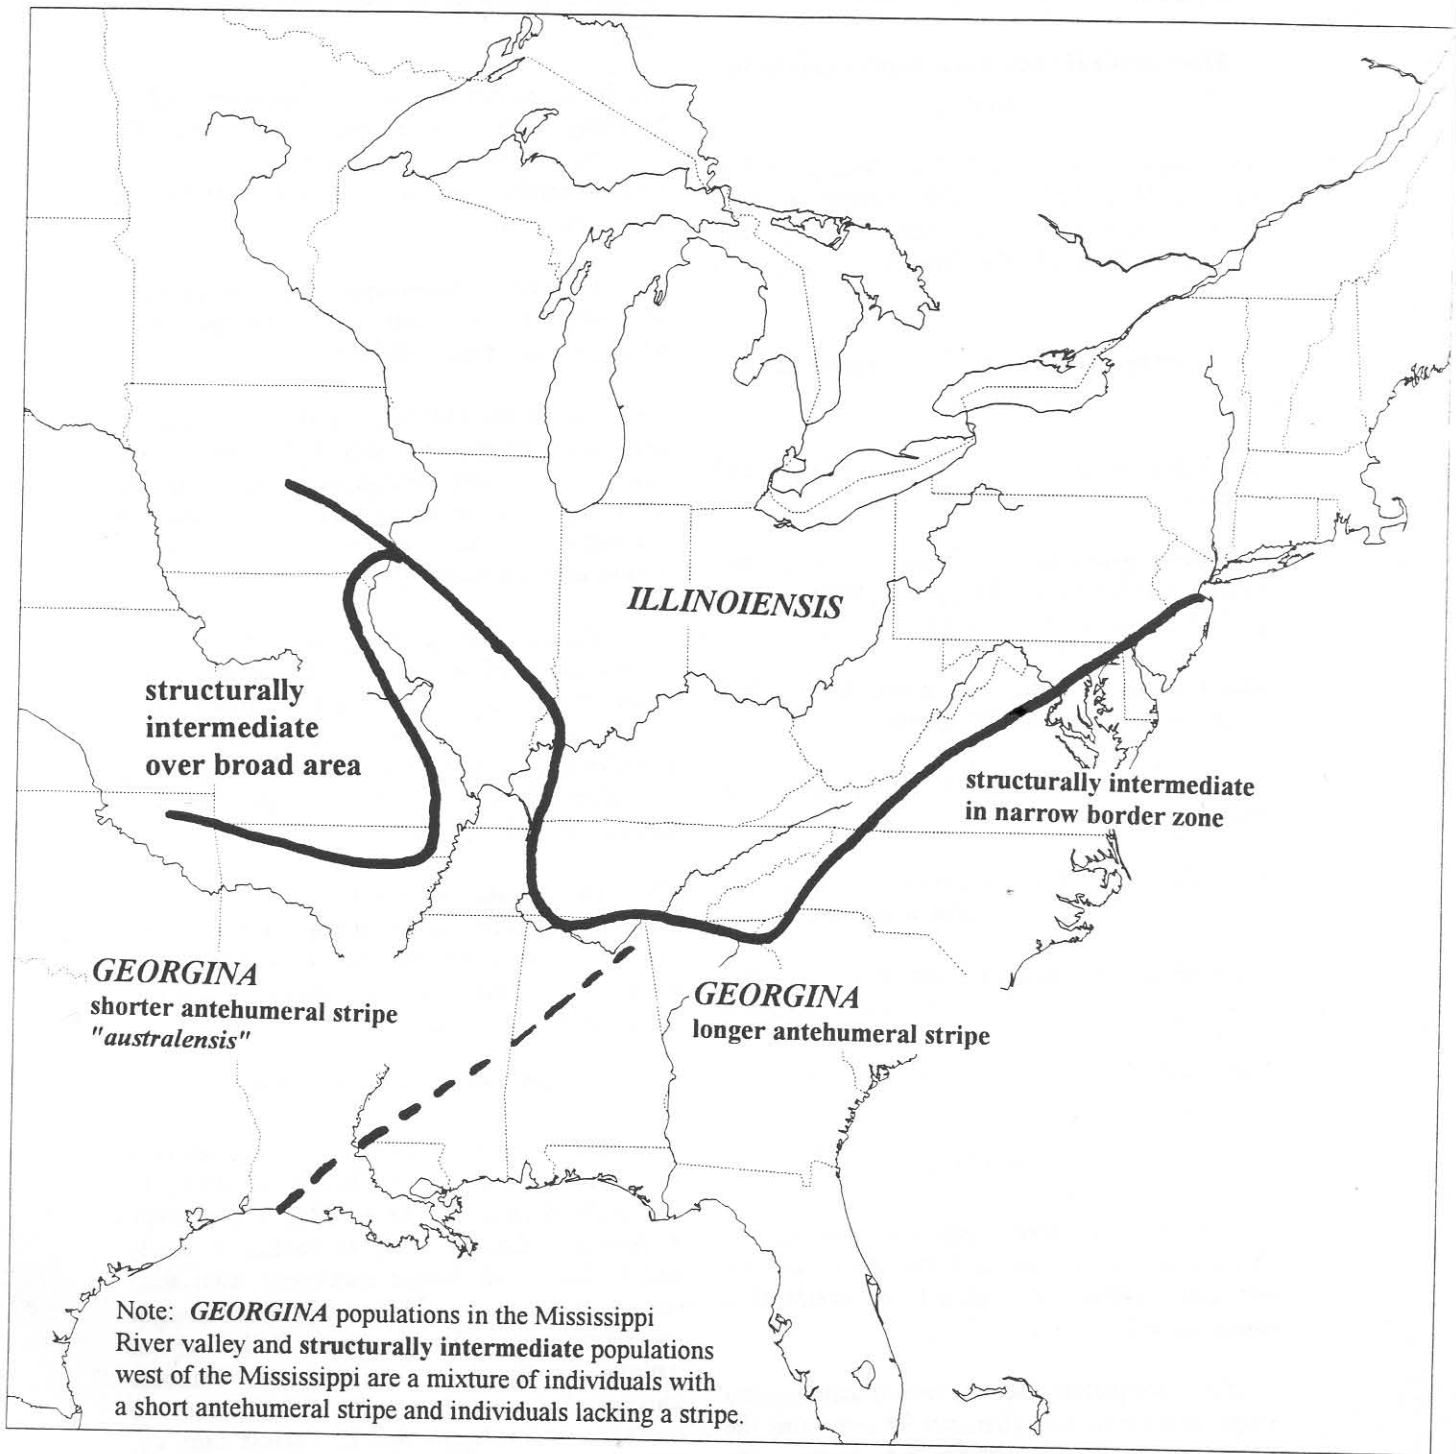 ILLINOIENSIS
structurally
intermediate
over broad area
structurally intermediate
in narrow border zone
GEORGINA
shorter antehumeral stripe
"australensis"
GEORGINA
longer antehumeral stripe
Note: GEORGINA populations in the Mississippi
River valley and structurally intermediate populations
west of the Mississippi are a mixture of individuals with
a short antehumeral stripe and individuals lacking a stripe.